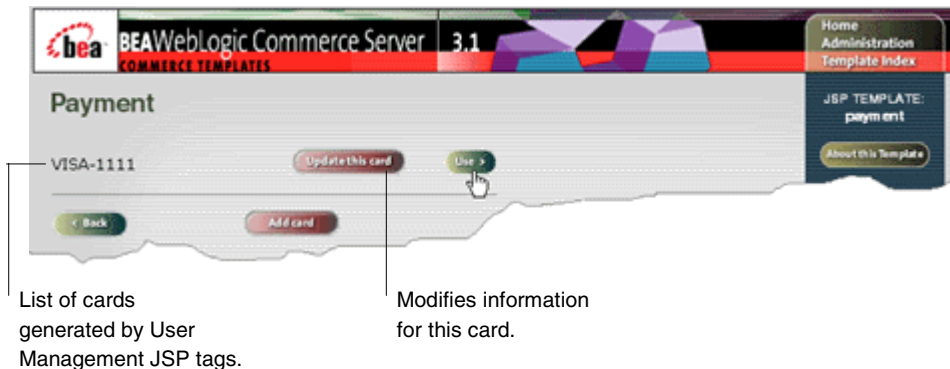 bea
BEAWebLogic Commerce Server 3.1
COMMERCE TEMPLATES
Home
Administration
Template Index
Payment
JSP TEMPLATE:
payment
About this Template
VISA-1111
Update this card
Use >
< Back
Add card
List of cards
generated by User
Management JSP tags.
Modifies information
for this card.